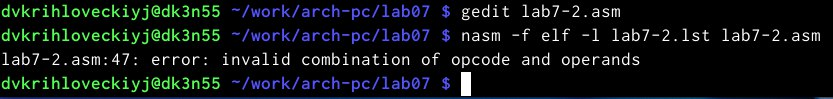 dvkrihloveckiyj@dk3n55 ~/work/arch-pc/lab07 $ gedit lab7-2.asm
dvkrihloveckiyj@dk3n55 ~/work/arch-pc/lab07 $ nasm -f elf -l lab7-2.lst lab7-2.asm
lab7-2.asm:47: error: invalid combination of opcode and operands
dvkrihloveckiyj@dk3n55 ~/work/arch-pc/lab07 $